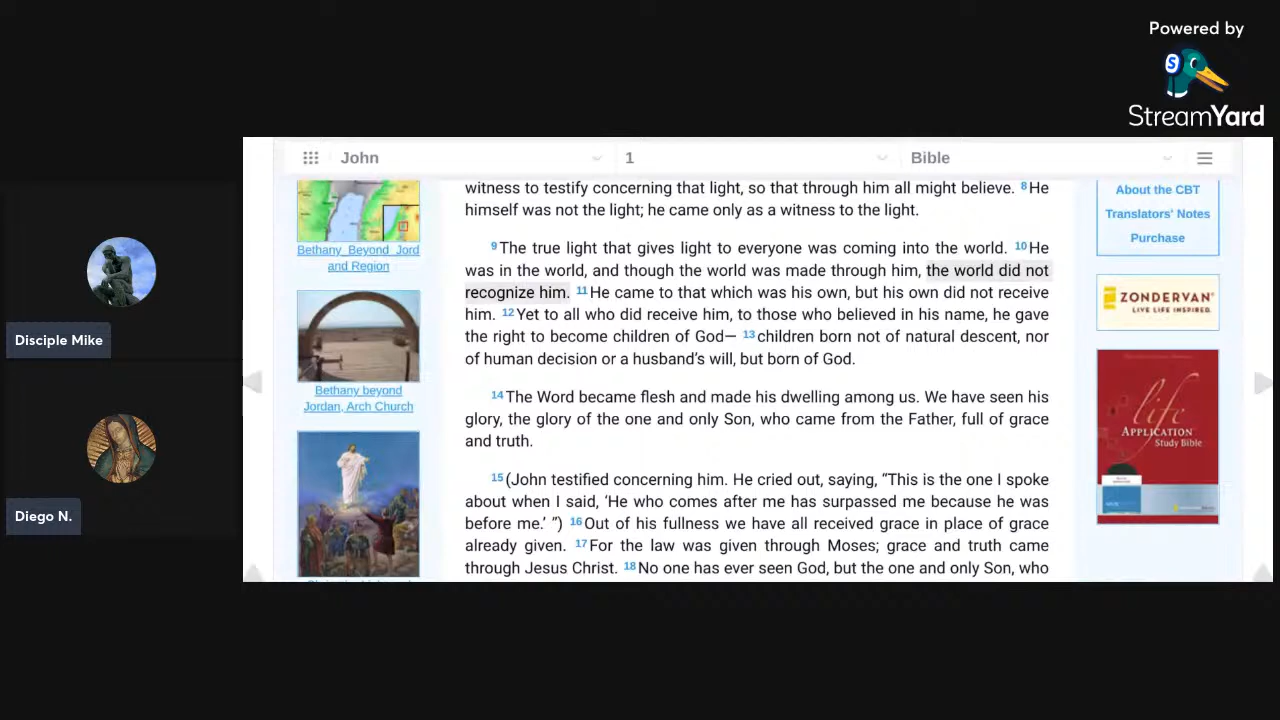 Powered by
StreamYard
Disciple Mike
Diego N.
John
1
Bible
Bethany_Beyond_Jord
and Region
Bethany beyond
Jordan, Arch Church
witness to testify concerning that light, so that through him all might believe. 8 He
himself was not the light; he came only as a witness to the light.
9 The true light that gives light to everyone was coming into the world. 10 He
was in the world, and though the world was made through him, the world did not
recognize him. 11 He came to that which was his own, but his own did not receive
him. 12 Yet to all who did receive him, to those who believed in his name, he gave
the right to become children of God— 13 children born not of natural descent, nor
of human decision or a husband’s will, but born of God.
14 The Word became flesh and made his dwelling among us. We have seen his
glory, the glory of the one and only Son, who came from the Father, full of grace
and truth.
15 (John testified concerning him. He cried out, saying, “This is the one I spoke
about when I said, ‘He who comes after me has surpassed me because he was
before me.’ ”) 16 Out of his fullness we have all received grace in place of grace
already given. 17 For the law was given through Moses; grace and truth came
through Jesus Christ. 18 No one has ever seen God, but the one and only Son, who
About the CBT
Translators' Notes
Purchase
ZONDERVAN
LIVE LIFE INSPIRED.
life
APPLICATION
Study Bible